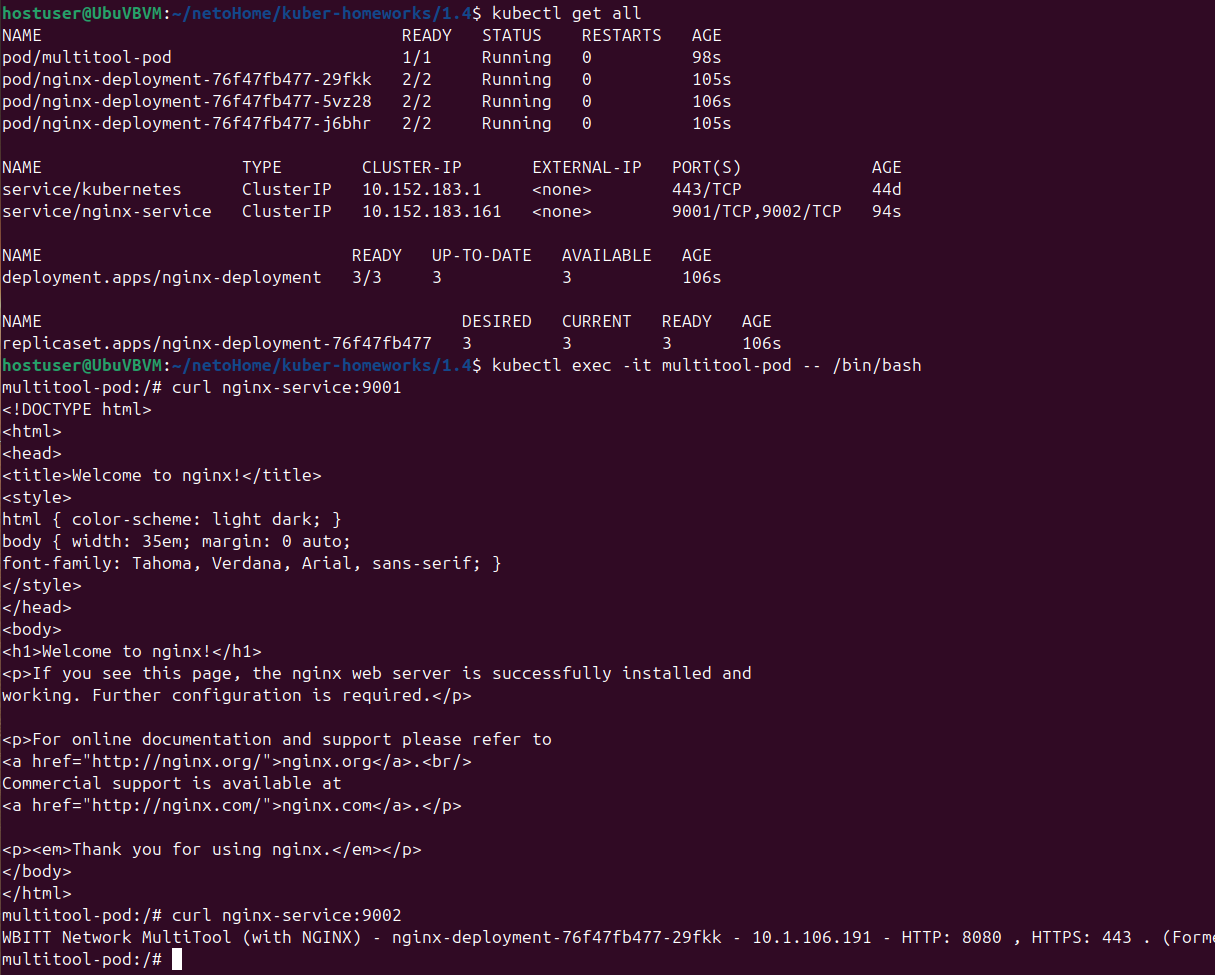 hostuser@UbuVBVM:~/netoHome/kuber-homeworks/1.4$ kubectl get all
NAME                                    READY   STATUS    RESTARTS   AGE
pod/multitool-pod                       1/1     Running   0          98s
pod/nginx-deployment-76f47fb477-29fkk   2/2     Running   0          105s
pod/nginx-deployment-76f47fb477-5vz28   2/2     Running   0          106s
pod/nginx-deployment-76f47fb477-j6bhr   2/2     Running   0          105s

NAME                    TYPE        CLUSTER-IP       EXTERNAL-IP   PORT(S)             AGE
service/kubernetes      ClusterIP   10.152.183.1     <none>        443/TCP             44d
service/nginx-service   ClusterIP   10.152.183.161   <none>        9001/TCP,9002/TCP   94s

NAME                               READY   UP-TO-DATE   AVAILABLE   AGE
deployment.apps/nginx-deployment   3/3     3            3           106s

NAME                                          DESIRED   CURRENT   READY   AGE
replicaset.apps/nginx-deployment-76f47fb477   3         3         3       106s
hostuser@UbuVBVM:~/netoHome/kuber-homeworks/1.4$ kubectl exec -it multitool-pod -- /bin/bash
multitool-pod:/# curl nginx-service:9001
<!DOCTYPE html>
<html>
<head>
<title>Welcome to nginx!</title>
<style>
html { color-scheme: light dark; }
body { width: 35em; margin: 0 auto;
font-family: Tahoma, Verdana, Arial, sans-serif; }
</style>
</head>
<body>
<h1>Welcome to nginx!</h1>
<p>If you see this page, the nginx web server is successfully installed and
working. Further configuration is required.</p>

<p>For online documentation and support please refer to
<a href="http://nginx.org/">nginx.org</a>.<br/>
Commercial support is available at
<a href="http://nginx.com/">nginx.com</a>.</p>

<p><em>Thank you for using nginx.</em></p>
</body>
</html>
multitool-pod:/# curl nginx-service:9002
WBITT Network MultiTool (with NGINX) - nginx-deployment-76f47fb477-29fkk - 10.1.106.191 - HTTP: 8080 , HTTPS: 443 . (Forme
multitool-pod:/#